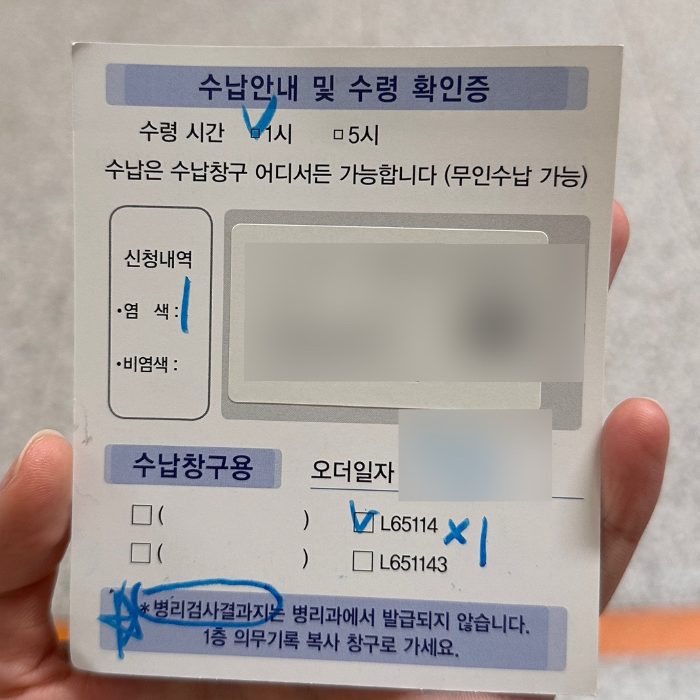 수납안내 및 수령 확인증
수령 시간 □1시 □5시
수납은 수납창구 어디서든 가능합니다 (무인수납 가능)
신청내역
•염 색: 1
•비염색:
수납창구용
오더일자
□( ) □L65114 x1
□( ) □L651143
*병리검사결과지는 병리과에서 발급되지 않습니다.
1층 의무기록 복사 창구로 가세요.